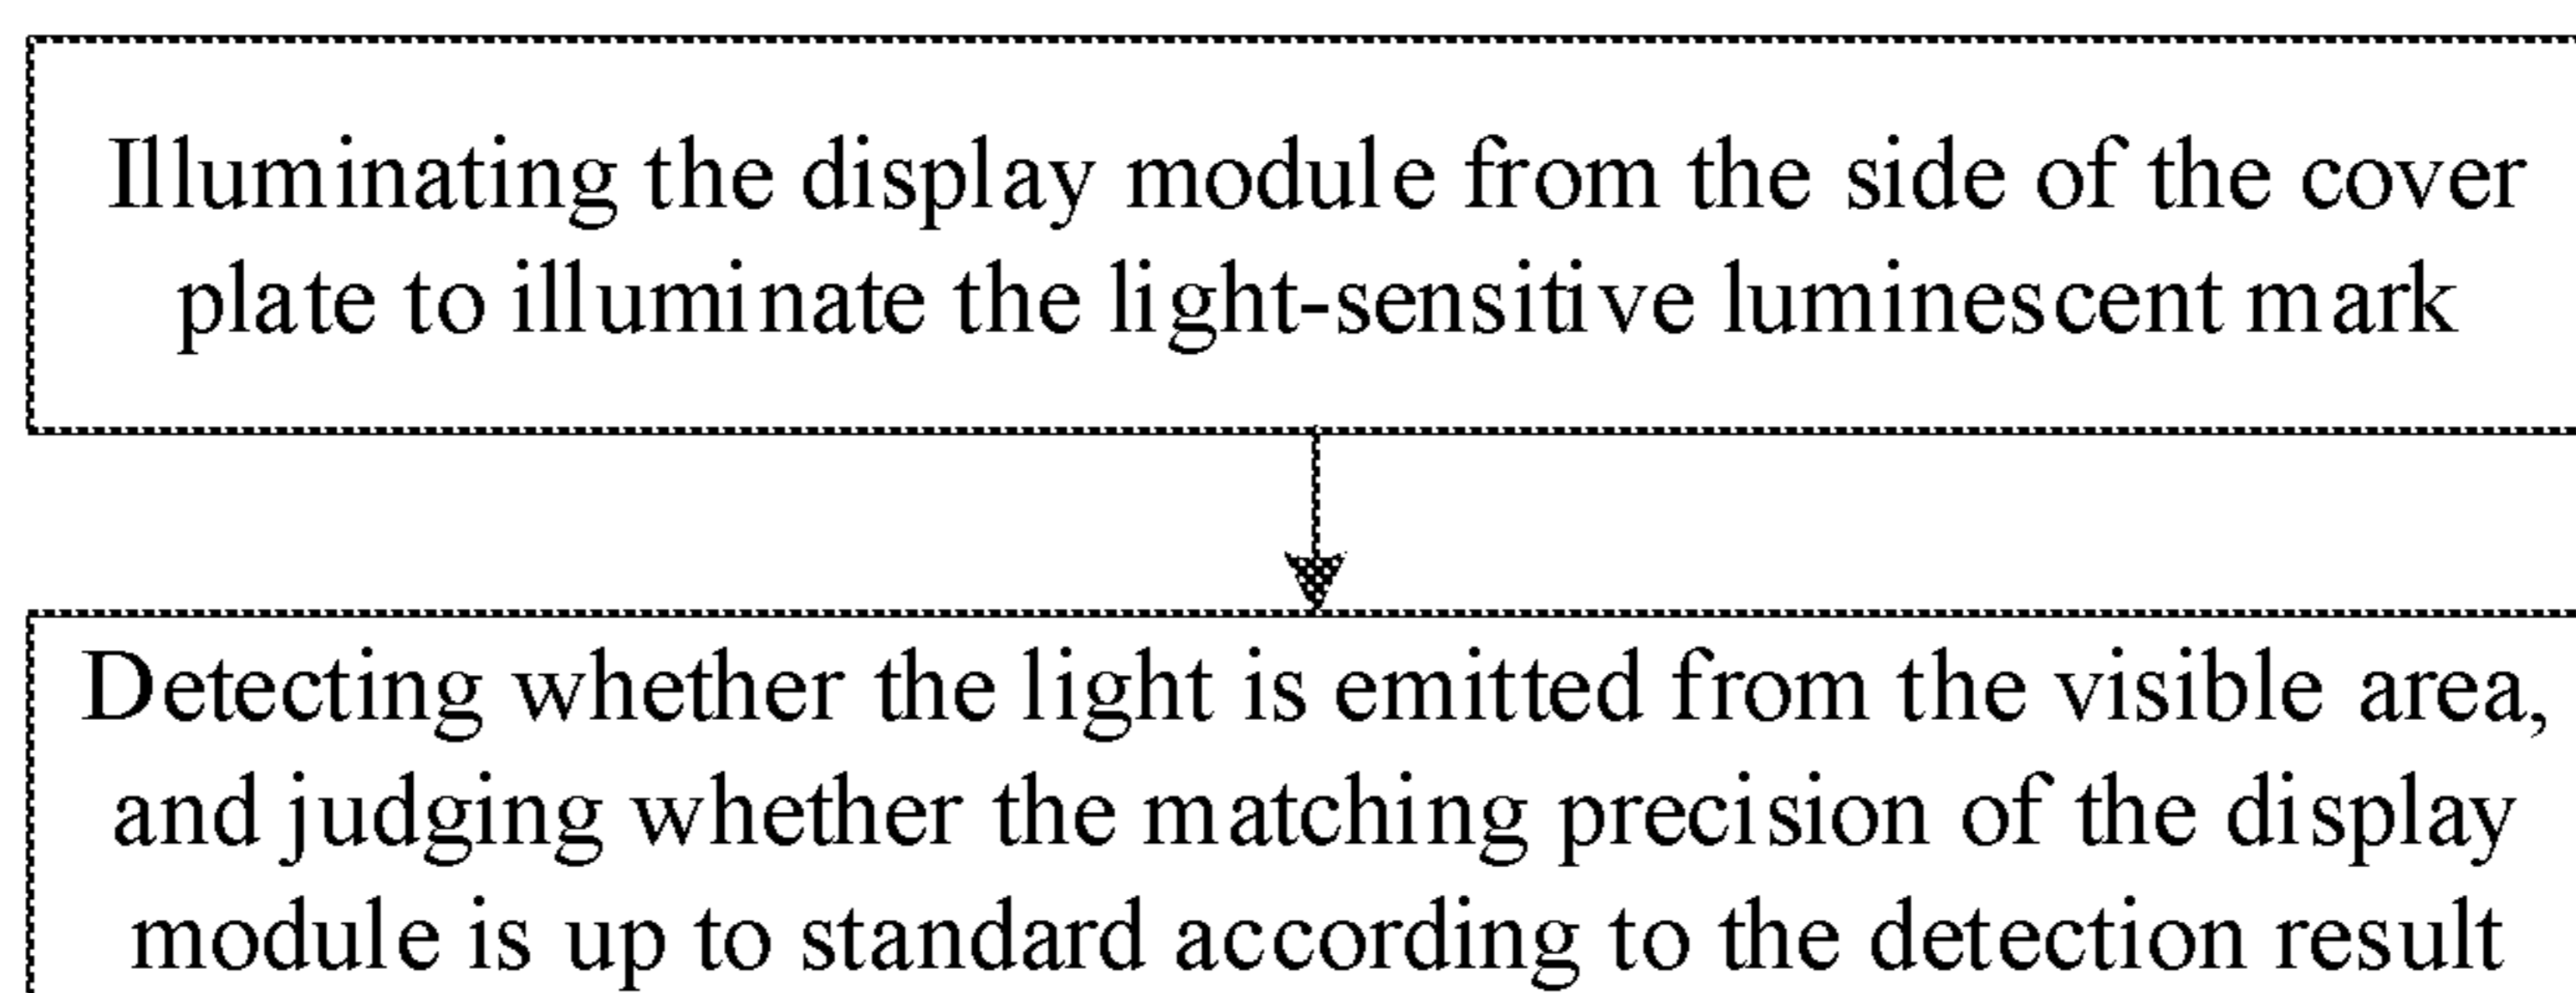 Illuminating the display module from the side of the cover
plate to illuminate the light-sensitive luminescent mark
Detecting whether the light is emitted from the visible area,
and judging whether the matching precision of the display
module is up to standard according to the detection result